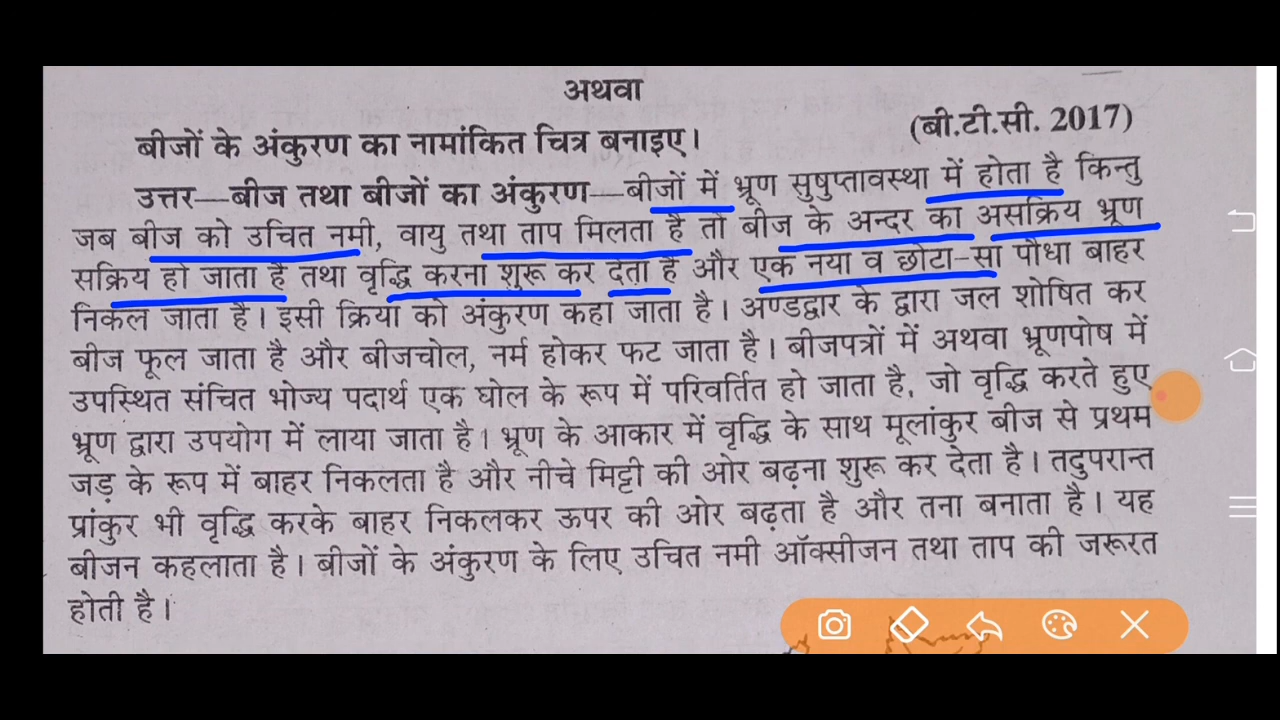 अथवा
बीजों के अंकुरण का नामांकित चित्र बनाइए। (बी.टी.सी. 2017)
उत्तर—बीज तथा बीजों का अंकुरण—बीजों में भ्रूण सुषुप्तावस्था में होता है किन्तु
जब बीज को उचित नमी, वायु तथा ताप मिलता है तो बीज के अन्दर का असक्रिय भ्रूण
सक्रिय हो जाता है तथा वृद्धि करना शुरू कर देता है और एक नया व छोटा-सा पौधा बाहर
निकल जाता है। इसी क्रिया को अंकुरण कहा जाता है। अण्डद्वार के द्वारा जल शोषित कर
बीज फूल जाता है और बीजचोल, नर्म होकर फट जाता है। बीजपत्रों में अथवा भ्रूणपोष में
उपस्थित संचित भोज्य पदार्थ एक घोल के रूप में परिवर्तित हो जाता है, जो वृद्धि करते हुए
भ्रूण द्वारा उपयोग में लाया जाता है। भ्रूण के आकार में वृद्धि के साथ मूलांकुर बीज से प्रथम
जड़ के रूप में बाहर निकलता है और नीचे मिट्टी की ओर बढ़ना शुरू कर देता है। तदुपरान्त
प्रांकुर भी वृद्धि करके बाहर निकलकर ऊपर की ओर बढ़ता है और तना बनाता है। यह
बीजन कहलाता है। बीजों के अंकुरण के लिए उचित नमी ऑक्सीजन तथा ताप की जरूरत
होती है।